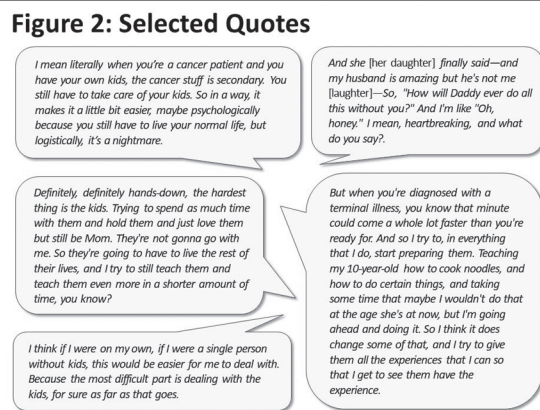 Figure 2: Selected Quotes
I mean literally when you're a cancer patient and you
have your own kids, the cancer stuff is secondary. You
still have to take care of your kids. So in a way, it
makes it a little bit easier, maybe psychologically
because you still have to live your normal life, but
logistically, it's a nightmare.
And she [her daughter] finally said—and
my husband is amazing but he's not me
[laughter]—So, "How will Daddy ever do all
this without you?" And I'm like "Oh,
honey." I mean, heartbreaking, and what
do you say?.
Definitely, definitely hands-down, the hardest
thing is the kids. Trying to spend as much time
with them and hold them and just love them
but still be Mom. They're not gonna go with
me. So they're going to have to live the rest of
their lives, and I try to still teach them and
teach them even more in a shorter amount of
time, you know?
But when you're diagnosed with a
terminal illness, you know that minute
could come a whole lot faster than you're
ready for. And so I try to, in everything
that I do, start preparing them. Teaching
my 10-year-old how to cook noodles, and
how to do certain things, and taking
some time that maybe I wouldn't do that
at the age she's at now, but I'm going
ahead and doing it. So I think it does
change some of that, and I try to give
them all the experiences that I can so
that I get to see them have the
experience.
I think if I were on my own, if I were a single person
without kids, this would be easier for me to deal with.
Because the most difficult part is dealing with the
kids, for sure as far as that goes.